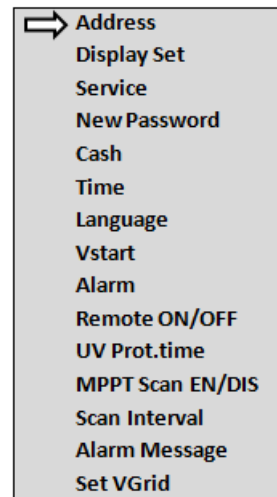 Address
Display Set
Service
New Password
Cash
Time
Language
Vstart
Alarm
Remote ON/OFF
UV Prot.time
MPPT Scan EN/DIS
Scan Interval
Alarm Message
Set VGrid